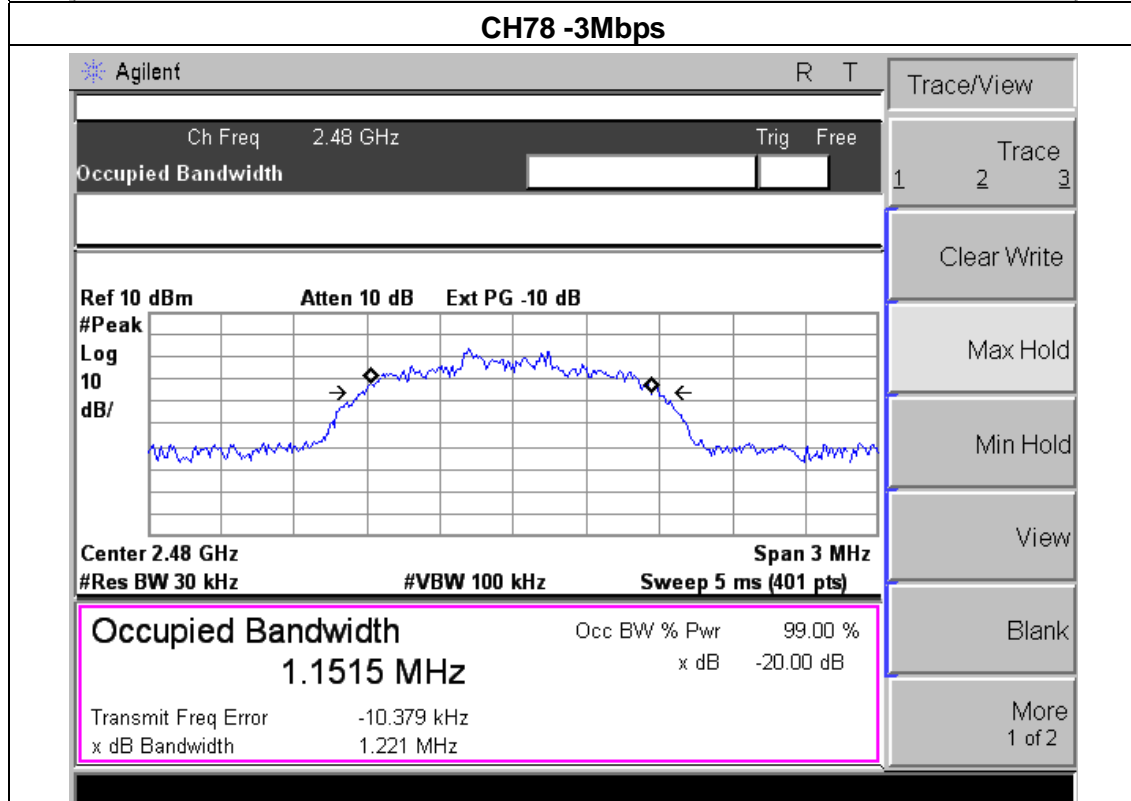 CH78 -3Mbps
Agilent R T
Ch Freq 2.48 GHz Trig Free
Occupied Bandwidth
Ref 10 dBm Atten 10 dB Ext PG -10 dB
#Peak
Log
10
dB/
Center 2.48 GHz Span 3 MHz
#Res BW 30 kHz #VBW 100 kHz Sweep 5 ms (401 pts)
Occupied Bandwidth Occ BW % Pwr 99.00 %
1.1515 MHz x dB -20.00 dB
Transmit Freq Error -10.379 kHz
x dB Bandwidth 1.221 MHz
Trace/View
Trace
1 2 3
Clear Write
Max Hold
Min Hold
View
Blank
More
1 of 2